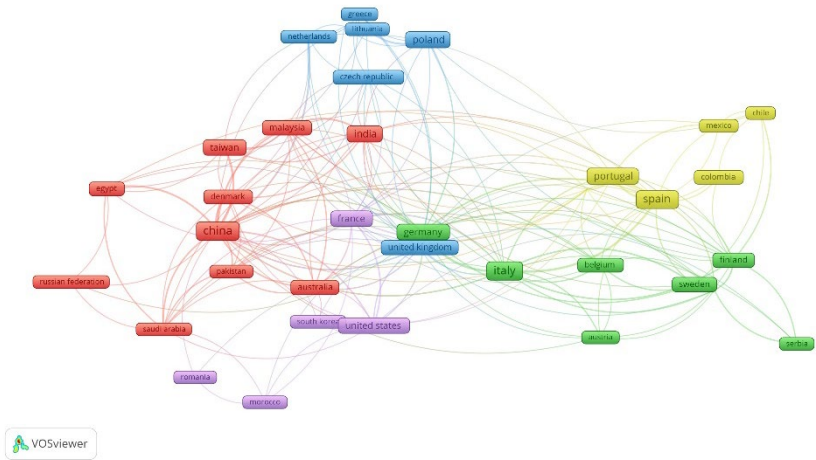 greece
lithuania
netherlands
poland
czech republic
chile
mexico
malaysia
india
taiwan
portugal
colombia
egypt
denmark
spain
france
china
germany
united kingdom
finland
italy
belgium
pakistan
russian federation
australia
sweden
south korea
united states
saudi arabia
austria
serbia
romania
morocco
VOSviewer